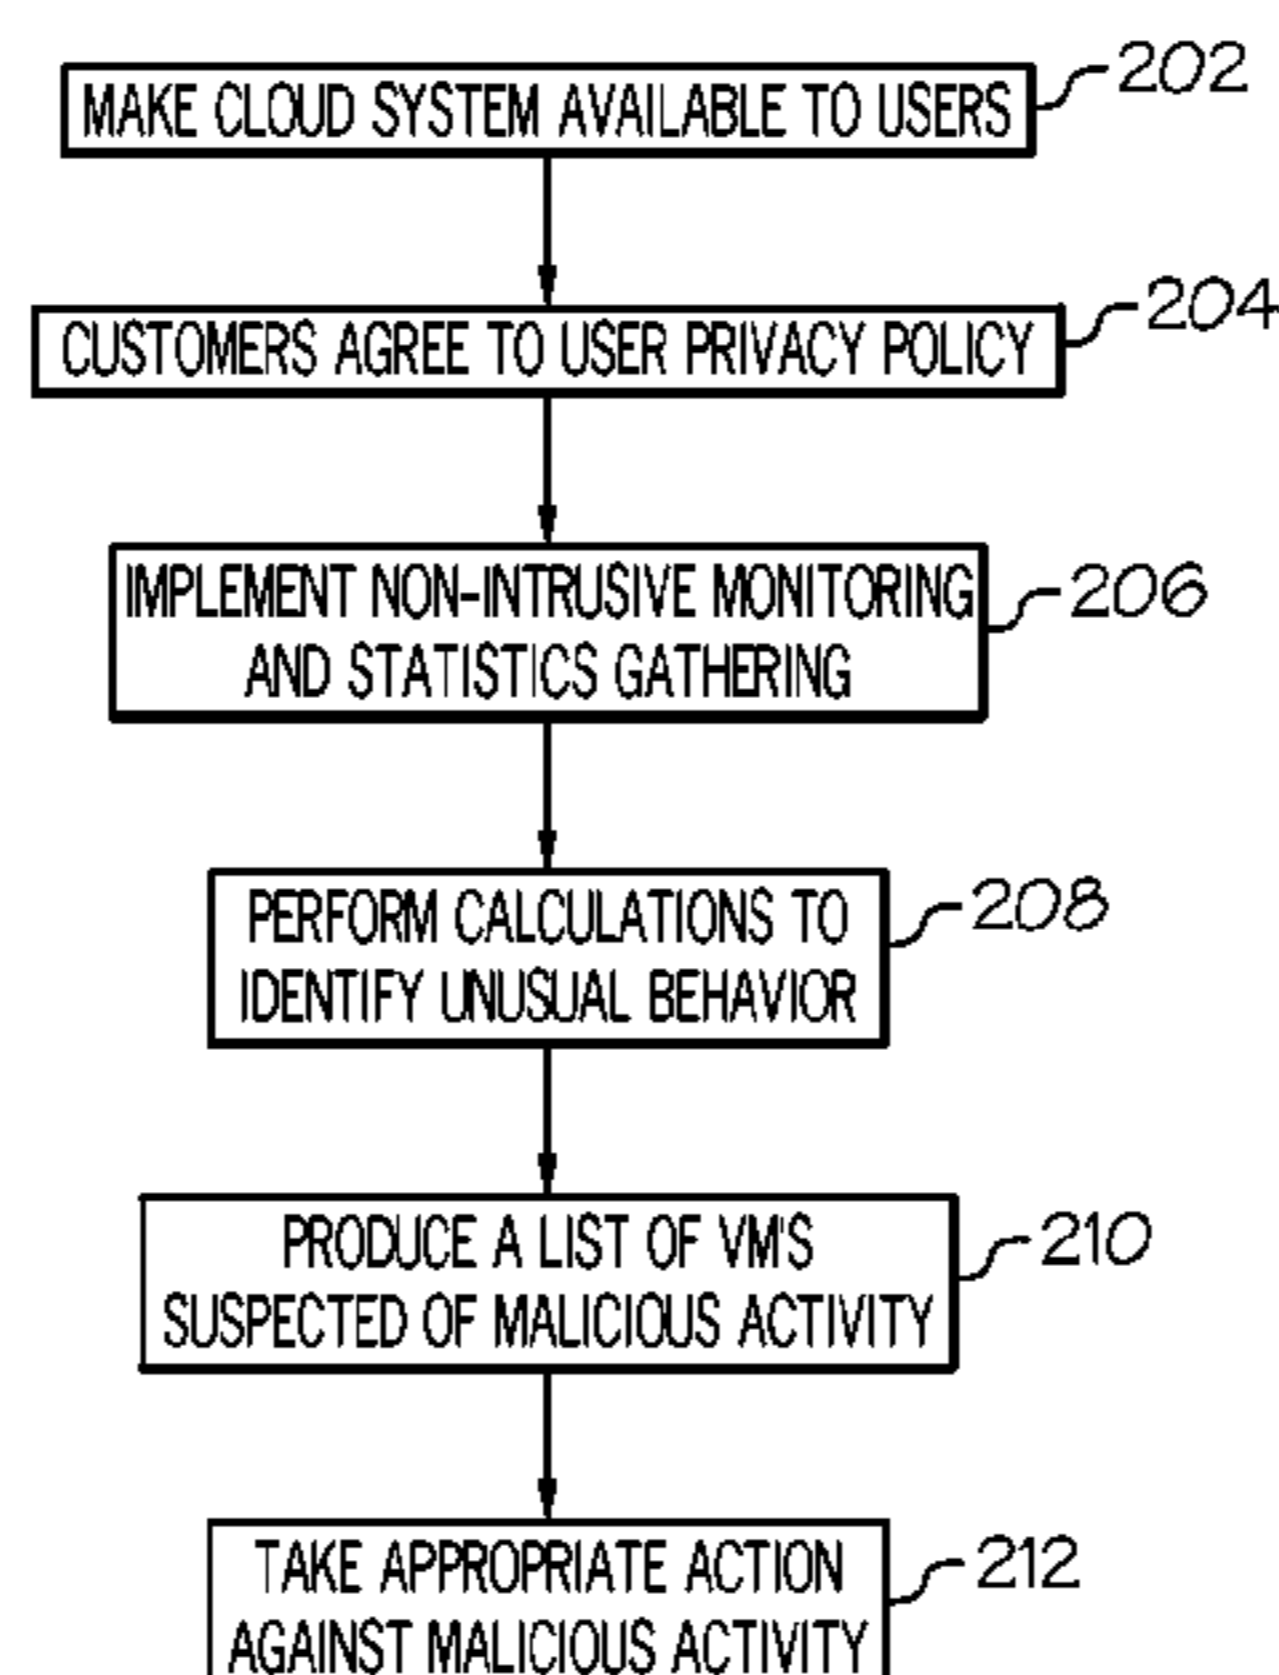 MAKE CLOUD SYSTEM AVAILABLE TO USERS
202
CUSTOMERS AGREE TO USER PRIVACY POLICY
204
IMPLEMENT NON-INTRUSIVE MONITORING
AND STATISTICS GATHERING
206
PERFORM CALCULATIONS TO
IDENTIFY UNUSUAL BEHAVIOR
208
PRODUCE A LIST OF VM'S
SUSPECTED OF MALICIOUS ACTIVITY
210
TAKE APPROPRIATE ACTION
AGAINST MALICIOUS ACTIVITY
212